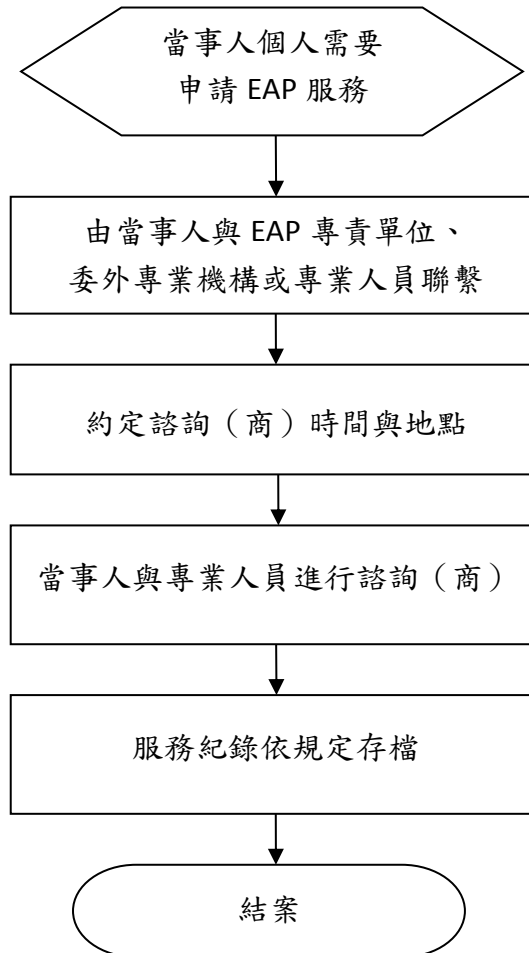 當事人個人需要
申請 EAP 服務
由當事人與 EAP 專責單位、
委外專業機構或專業人員聯繫
約定諮詢（商）時間與地點
當事人與專業人員進行諮詢（商）
服務紀錄依規定存檔
結案